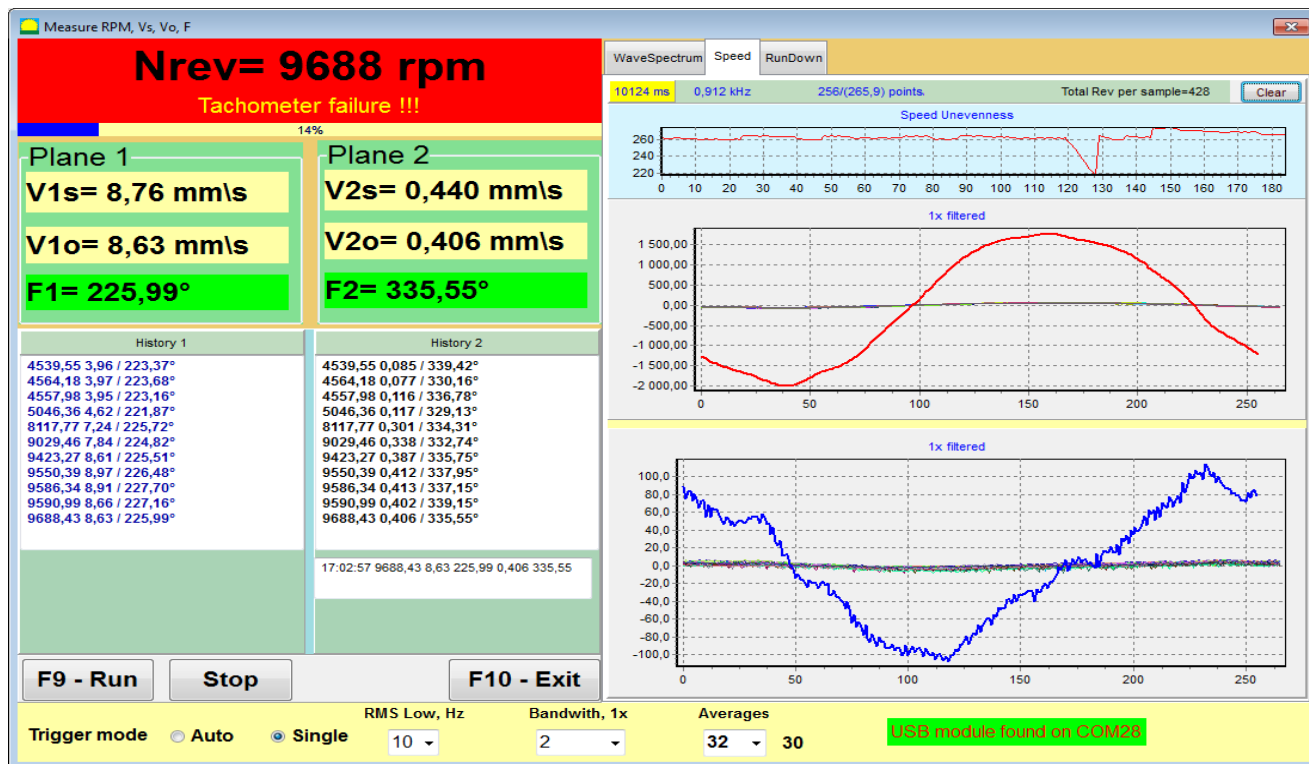 Measure RPM, Vs, Vo, F
Nrev= 9688 rpm
Tachometer failure !!!
14%
Plane 1
V1s= 8,76 mm\s
V1o= 8,63 mm\s
F1= 225,99°
Plane 2
V2s= 0,440 mm\s
V2o= 0,406 mm\s
F2= 335,55°
History 1
4539,55 3,96 / 223,37°
4564,18 3,97 / 223,68°
4557,98 3,95 / 223,16°
5046,36 4,62 / 221,87°
8117,77 7,24 / 225,72°
9029,46 7,84 / 224,82°
9423,27 8,61 / 225,51°
9550,39 8,97 / 226,48°
9586,34 8,91 / 227,70°
9590,99 8,66 / 227,16°
9688,43 8,63 / 225,99°
History 2
4539,55 0,085 / 339,42°
4564,18 0,077 / 330,16°
4557,98 0,116 / 336,78°
5046,36 0,117 / 329,13°
8117,77 0,301 / 334,31°
9029,46 0,338 / 332,74°
9423,27 0,387 / 335,75°
9550,39 0,412 / 337,95°
9586,34 0,413 / 337,15°
9590,99 0,402 / 339,15°
9688,43 0,406 / 335,55°
17:02:57 9688,43 8,63 225,99 0,406 335,55
F9 - Run Stop F10 - Exit
WaveSpectrum Speed RunDown
10124 ms 0,912 kHz 256/(265,9) points. Total Rev per sample=428 Clear
Speed Unevenness
260
240
220
0 10 20 30 40 50 60 70 80 90 100 110 120 130 140 150 160 170 180
1x filtered
1 500,00
1 000,00
500,00
0,00
-500,00
-1 000,00
-1 500,00
-2 000,00
0 50 100 150 200 250
1x filtered
100,0
80,0
60,0
40,0
20,0
0,0
-20,0
-40,0
-60,0
-80,0
-100,0
0 50 100 150 200 250
RMS Low, Hz Bandwith, 1x Averages
Trigger mode Auto Single 10 2 32 30
USB module found on COM28